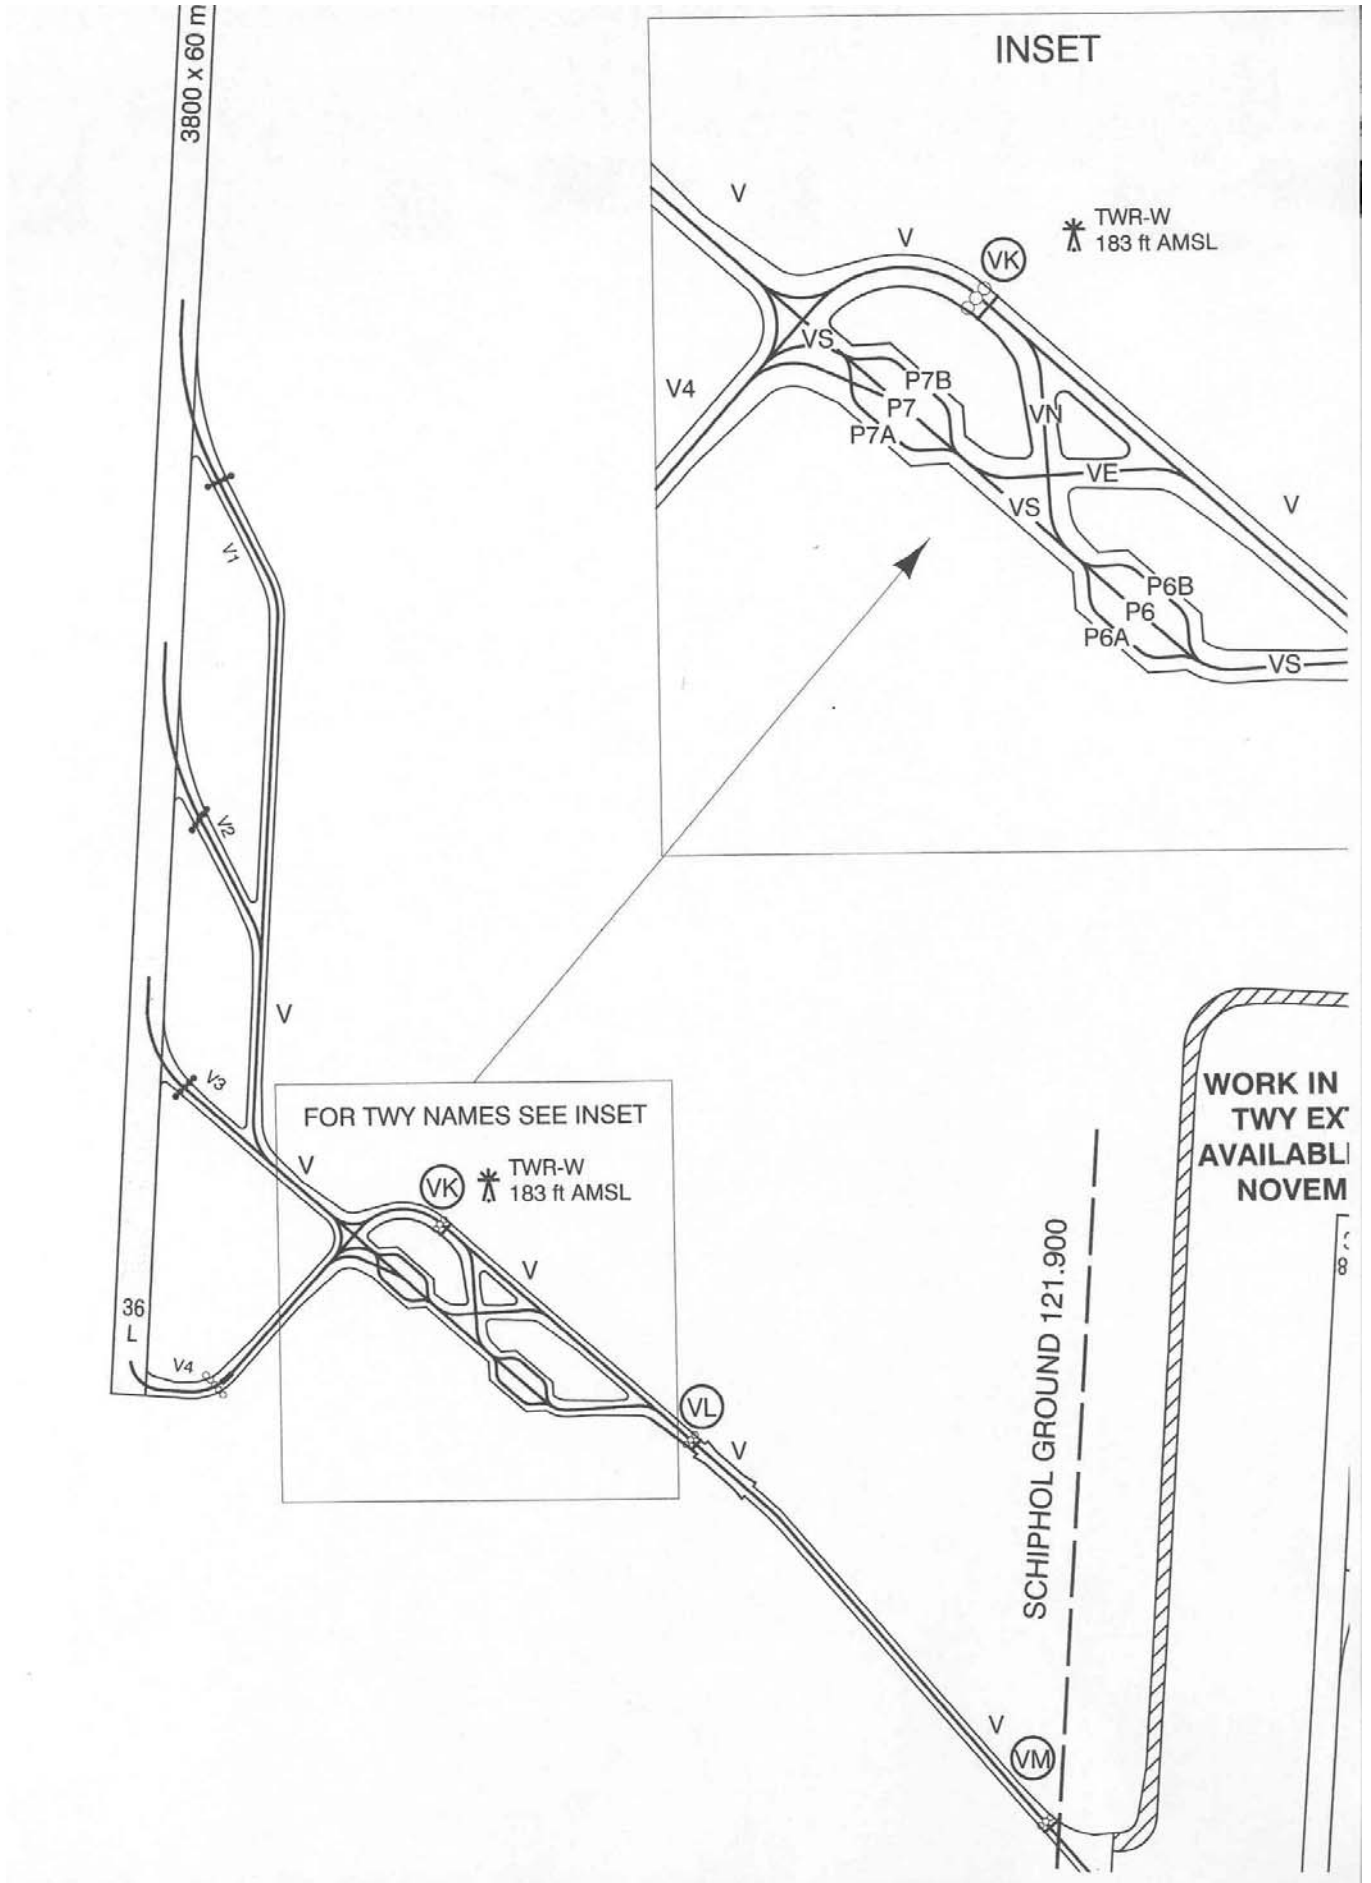 3800 x 60 m
INSET
V
V
VK
TWR-W
183 ft AMSL
VS
V4
P7B
P7
P7A
VN
VE
VS
V
P6B
P6
P6A
VS
V1
V2
V
V3
FOR TWY NAMES SEE INSET
V
VK
TWR-W
183 ft AMSL
V
36
L
V4
VL
V
SCHIPHOL GROUND 121.900
WORK IN
TWY EX
AVAILABL
NOVEM
V
VM